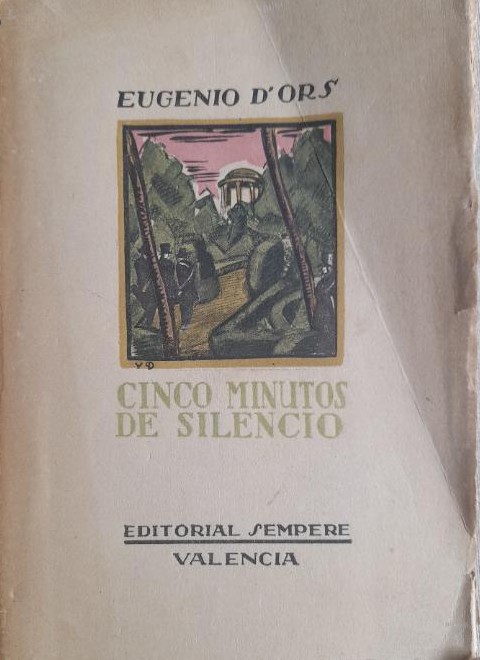 EUGENIO D'ORS
VD
CINCO MINUTOS
DE SILENCIO
EDITORIAL SEMPERE
VALENCIA